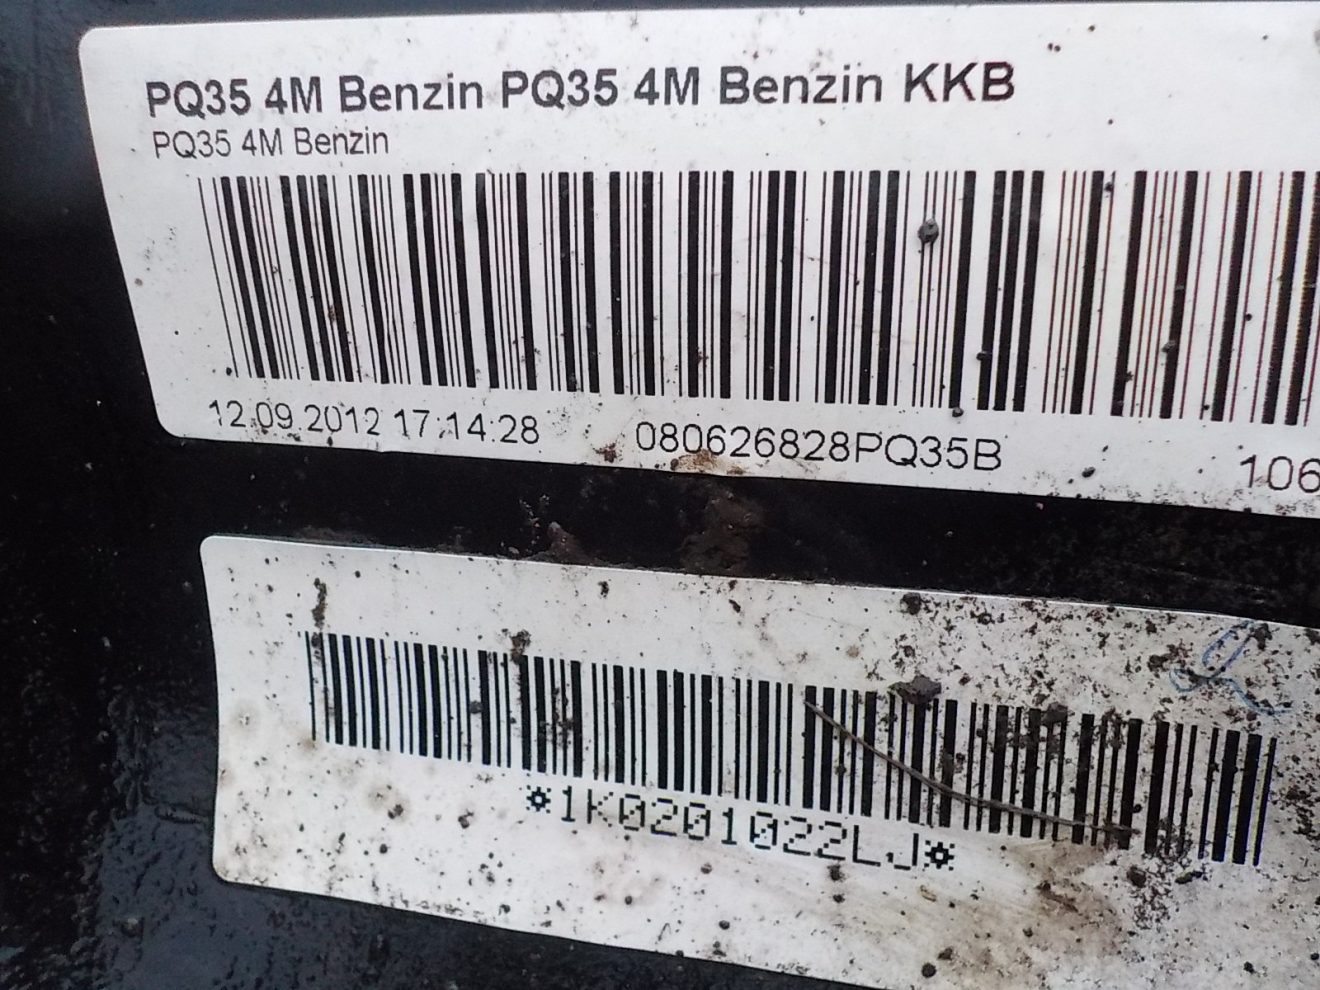 PQ35 4M Benzin PQ35 4M Benzin KKB
PQ35 4M Benzin
12.09.2012 17:14:28 080626828PQ35B 106
*1K0201022LJ*